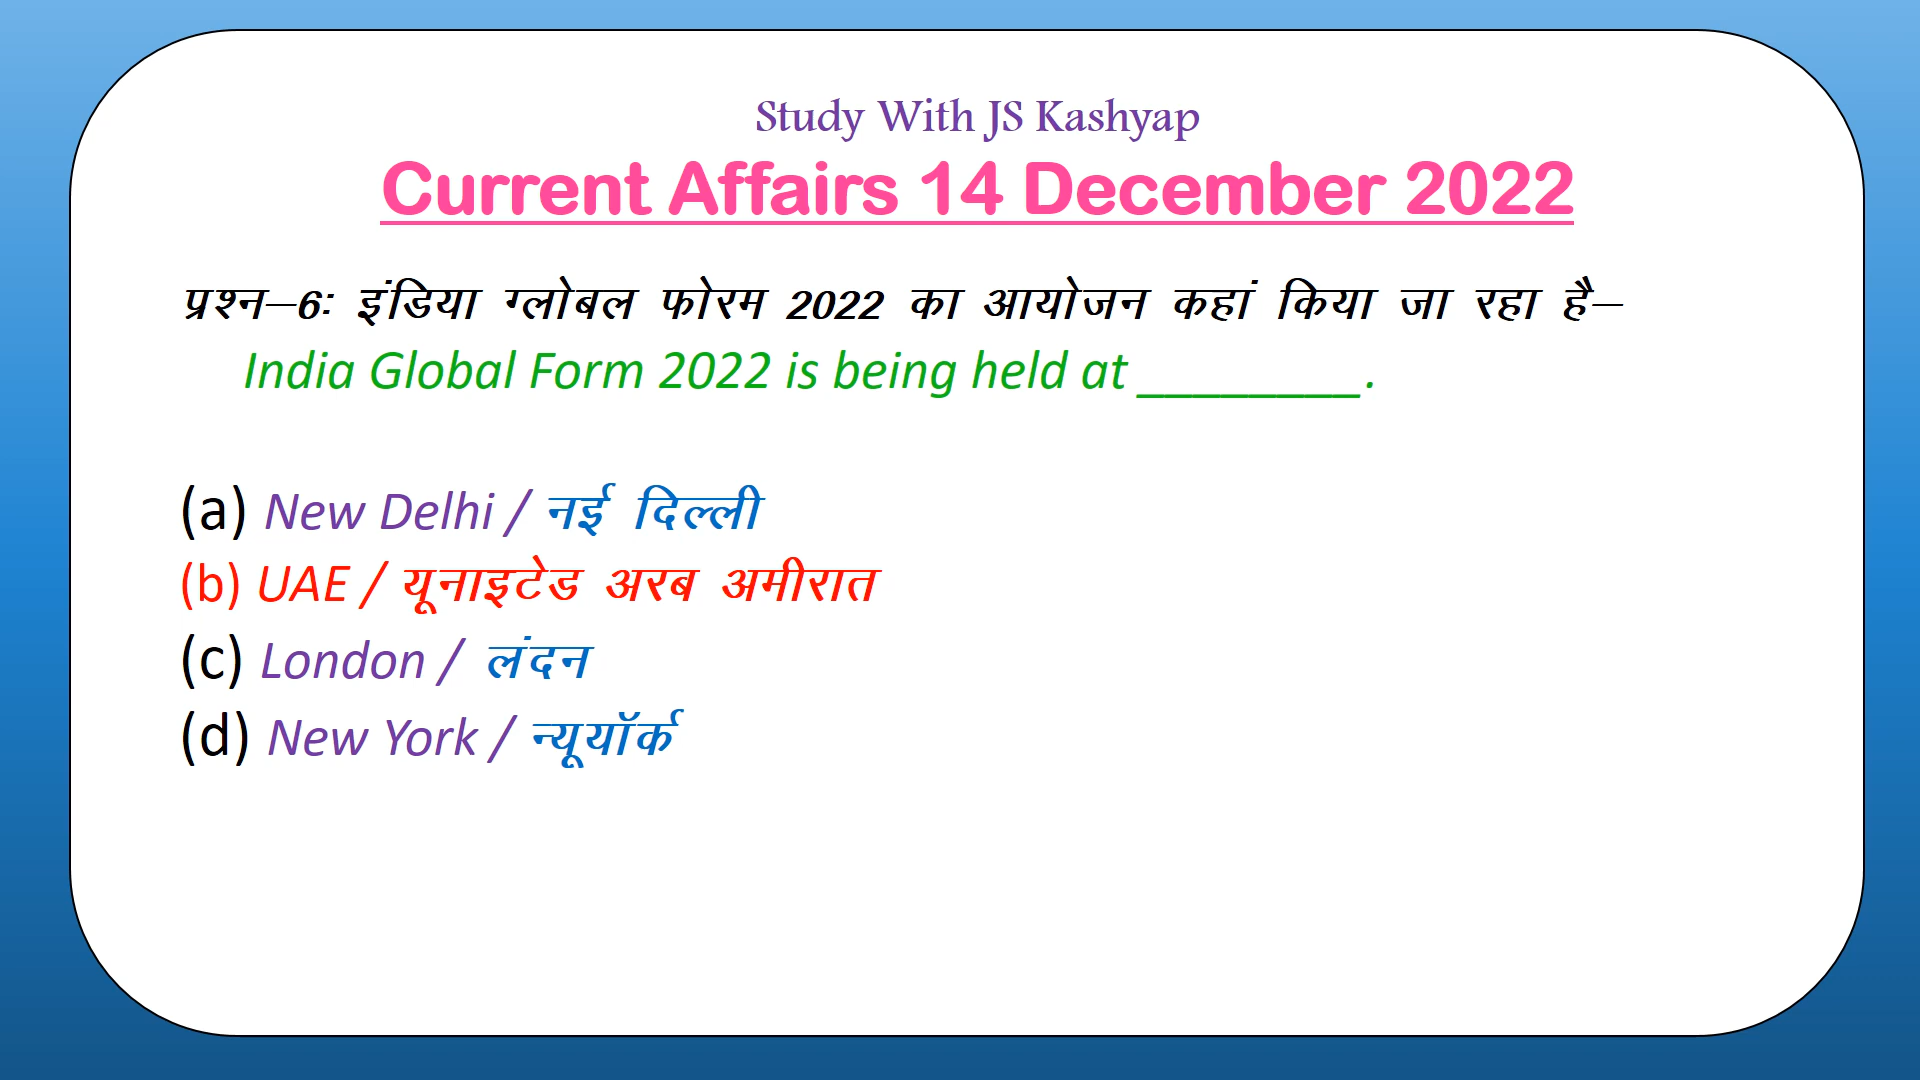 Study With JS Kashyap
Current Affairs 14 December 2022
प्रश्न–6: इंडिया ग्लोबल फोरम 2022 का आयोजन कहां किया जा रहा है–
India Global Form 2022 is being held at ________.
(a) New Delhi / नई दिल्ली
(b) UAE / यूनाइटेड अरब अमीरात
(c) London / लंदन
(d) New York / न्यूयॉर्क